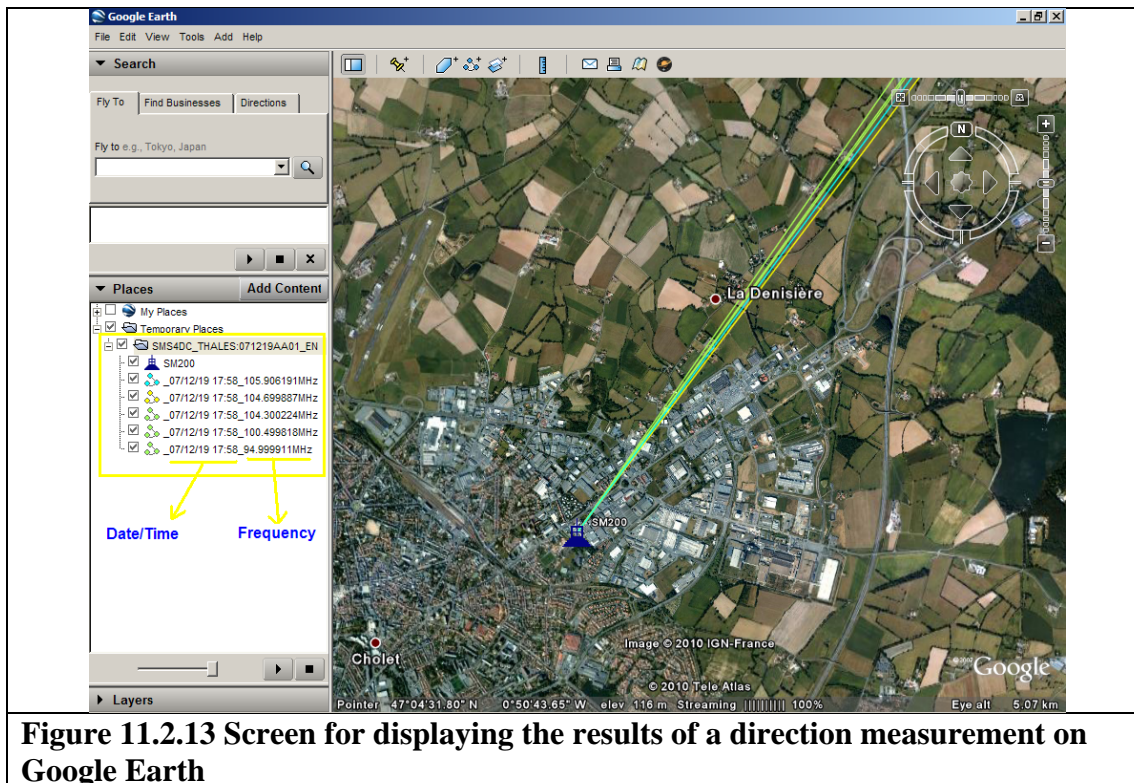 Google Earth
File Edit View Tools Add Help
Search
Fly To Find Businesses Directions
Fly to e.g., Tokyo, Japan
Places Add Content
My Places
Temporary Places
SMS4DC_THALES:071219AA01_EN
SM200
_07/12/19 17:58_105.906191MHz
_07/12/19 17:58_104.699887MHz
_07/12/19 17:58_104.300224MHz
_07/12/19 17:58_100.499818MHz
_07/12/19 17:58_94.999911MHz
Date/Time Frequency
Layers
N
La Denisière
SM200
Cholet
Image © 2010 IGN-France
© 2010 Tele Atlas
Google
Pointer 47°04'31.80" N 0°50'43.65" W elev 116 m Streaming ||||||||| 100% Eye alt 5.07 km
Figure 11.2.13 Screen for displaying the results of a direction measurement on
Google Earth